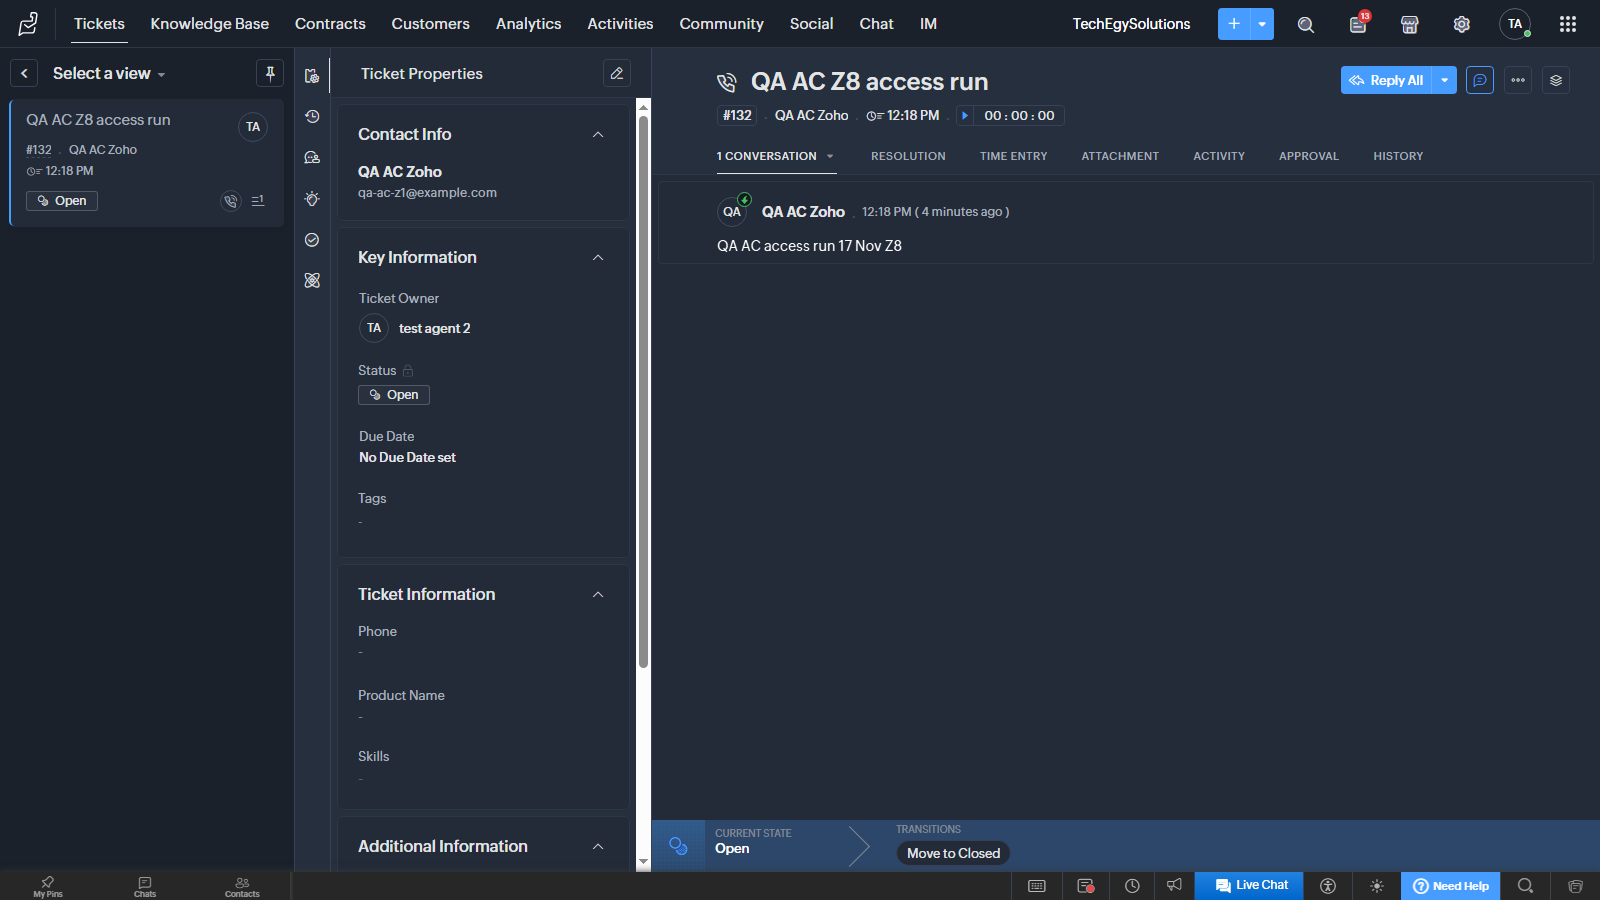 Tickets
Knowledge Base
Contracts
Customers
Analytics
Activities
Community
Social
Chat
IM
TechEgySolutions
13
TA
Select a view
QA AC Z8 access run
TA
#132 . QA AC Zoho
12:18 PM
Open
1
Ticket Properties
Contact Info
QA AC Zoho
qa-ac-z1@example.com
Key Information
Ticket Owner
TA
test agent 2
Status
Open
Due Date
No Due Date set
Tags
-
Ticket Information
Phone
-
Product Name
-
Skills
-
Additional Information
QA AC Z8 access run
#132 . QA AC Zoho . 12:18 PM . 00 : 00 : 00
Reply All
1 CONVERSATION
RESOLUTION
TIME ENTRY
ATTACHMENT
ACTIVITY
APPROVAL
HISTORY
QA
QA AC Zoho . 12:18 PM ( 4 minutes ago )
QA AC access run 17 Nov Z8
CURRENT STATE
Open
TRANSITIONS
Move to Closed
My Pins
Chats
Contacts
Live Chat
Need Help